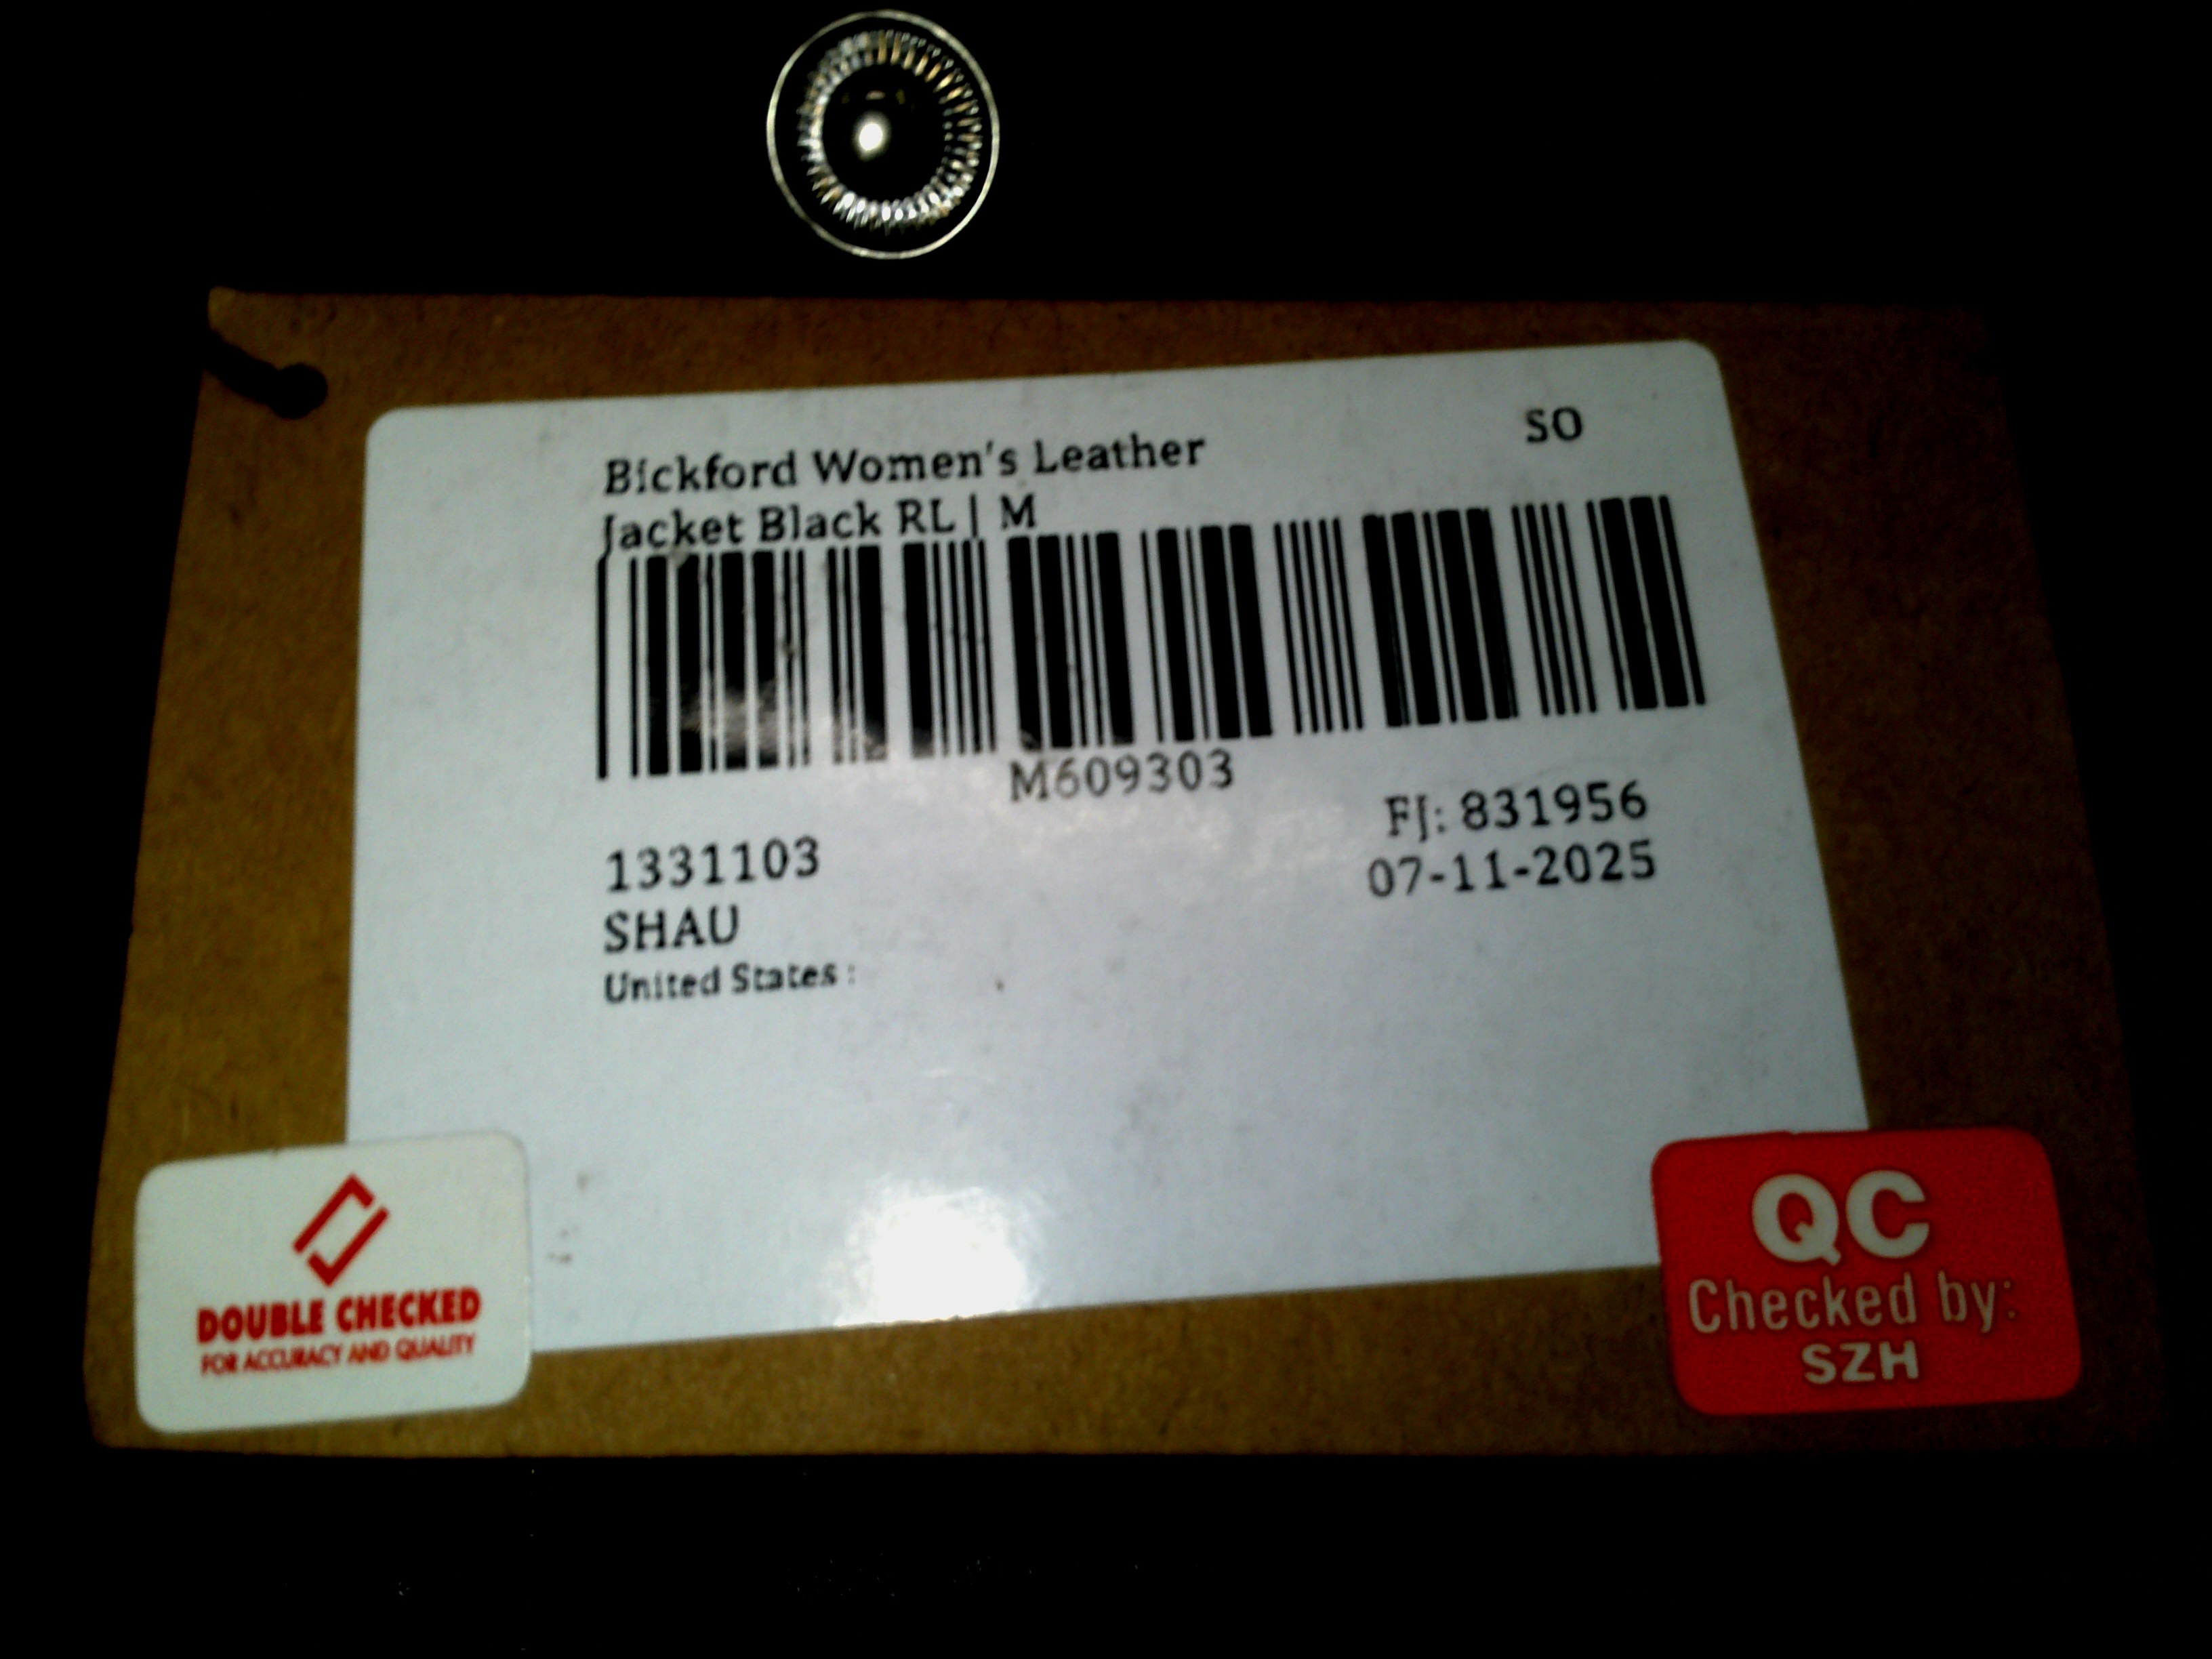 Bickford Women's Leather
Jacket Black RL | M
SO
M609303
FJ: 831956
1331103
07-11-2025
SHAU
United States :
DOUBLE CHECKED
FOR ACCURACY AND QUALITY
QC
Checked by:
SZH